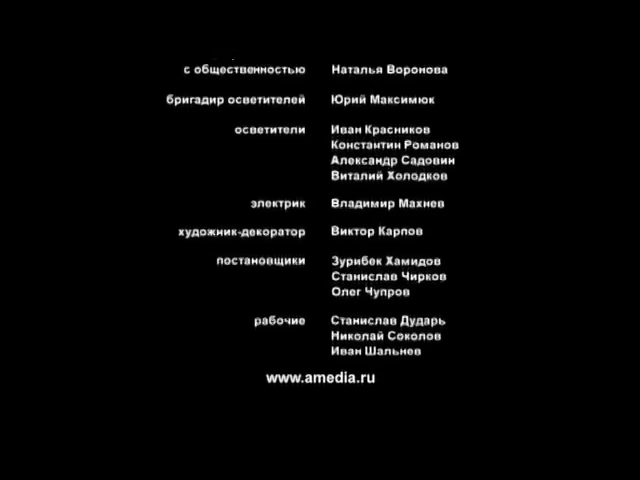 с общественностью Наталья Воронова
бригадир осветителей Юрий Максимюк
осветители Иван Красников
Константин Романов
Александр Садовин
Виталий Холодков
электрик Владимир Махнев
художник-декоратор Виктор Карпов
постановщики Зурибек Хамидов
Станислав Чирков
Олег Чупров
рабочие Станислав Дударь
Николай Соколов
Иван Шальнев
www.amedia.ru